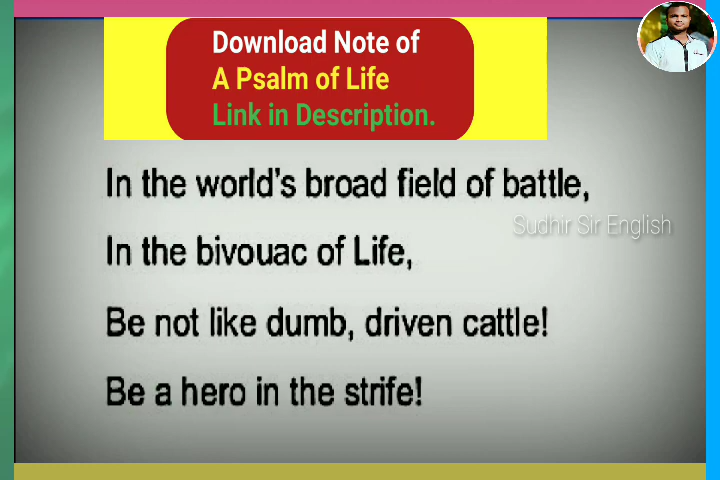 Download Note of
A Psalm of Life
Link in Description.
In the world's broad field of battle,
Sudhir Sir English
In the bivouac of Life,
Be not like dumb, driven cattle!
Be a hero in the strife!